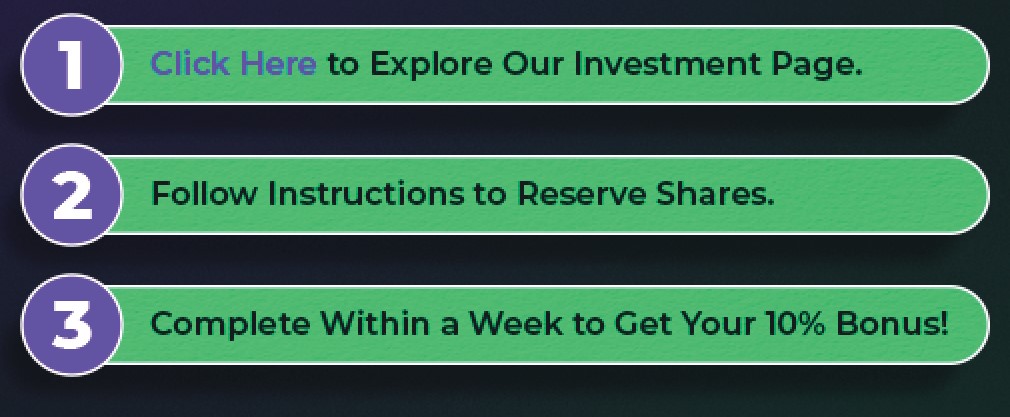 1 Click Here to Explore Our Investment Page.
2 Follow Instructions to Reserve Shares.
3 Complete Within a Week to Get Your 10% Bonus!